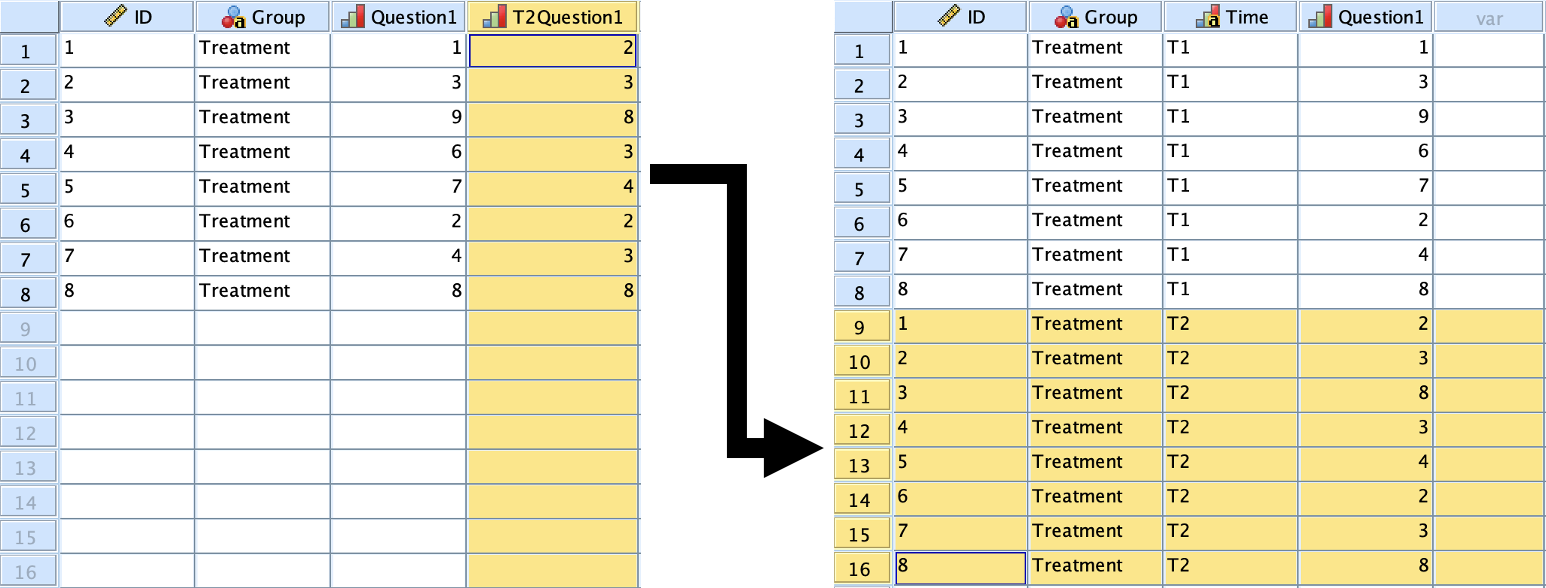 ID Group Question1 T2Question1
1 1 Treatment 1 2
2 2 Treatment 3 3
3 3 Treatment 9 8
4 4 Treatment 6 3
5 5 Treatment 7 4
6 6 Treatment 2 2
7 7 Treatment 4 3
8 8 Treatment 8 8
9
10
11
12
13
14
15
16
ID Group Time Question1 var
1 1 Treatment T1 1
2 2 Treatment T1 3
3 3 Treatment T1 9
4 4 Treatment T1 6
5 5 Treatment T1 7
6 6 Treatment T1 2
7 7 Treatment T1 4
8 8 Treatment T1 8
9 1 Treatment T2 2
10 2 Treatment T2 3
11 3 Treatment T2 8
12 4 Treatment T2 3
13 5 Treatment T2 4
14 6 Treatment T2 2
15 7 Treatment T2 3
16 8 Treatment T2 8